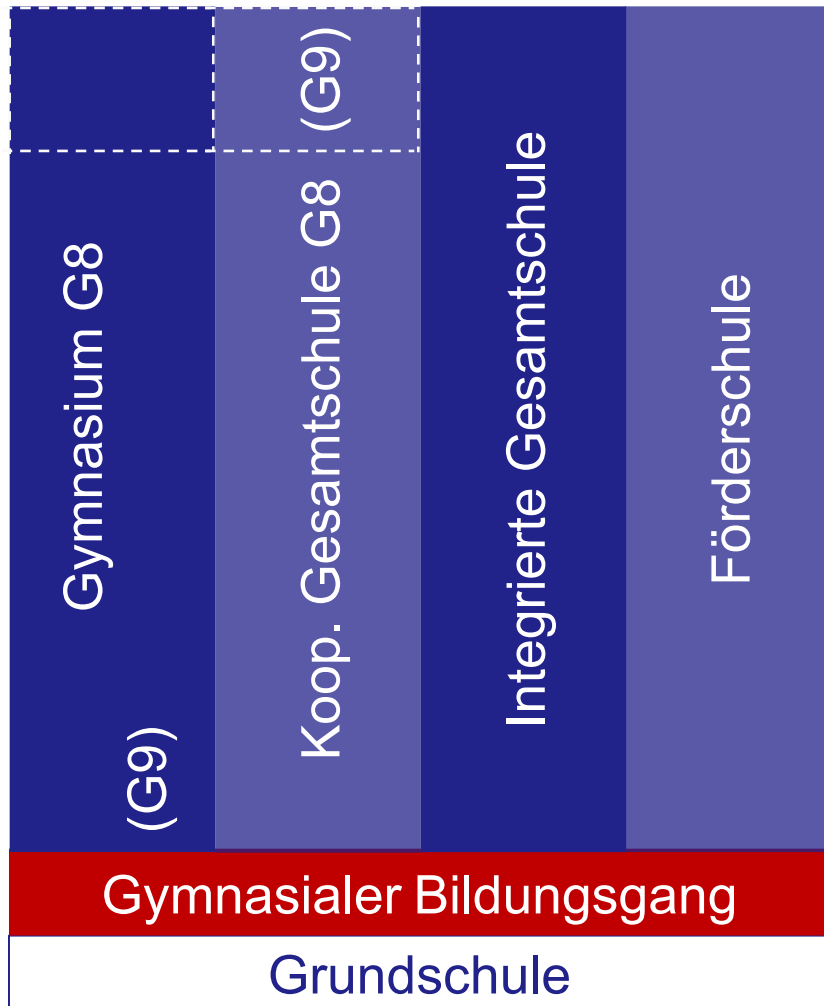 Gymnasium G8
(G9)
Koop. Gesamtschule G8
(G9)
Integrierte Gesamtschule
Förderschule
Gymnasialer Bildungsgang
Grundschule